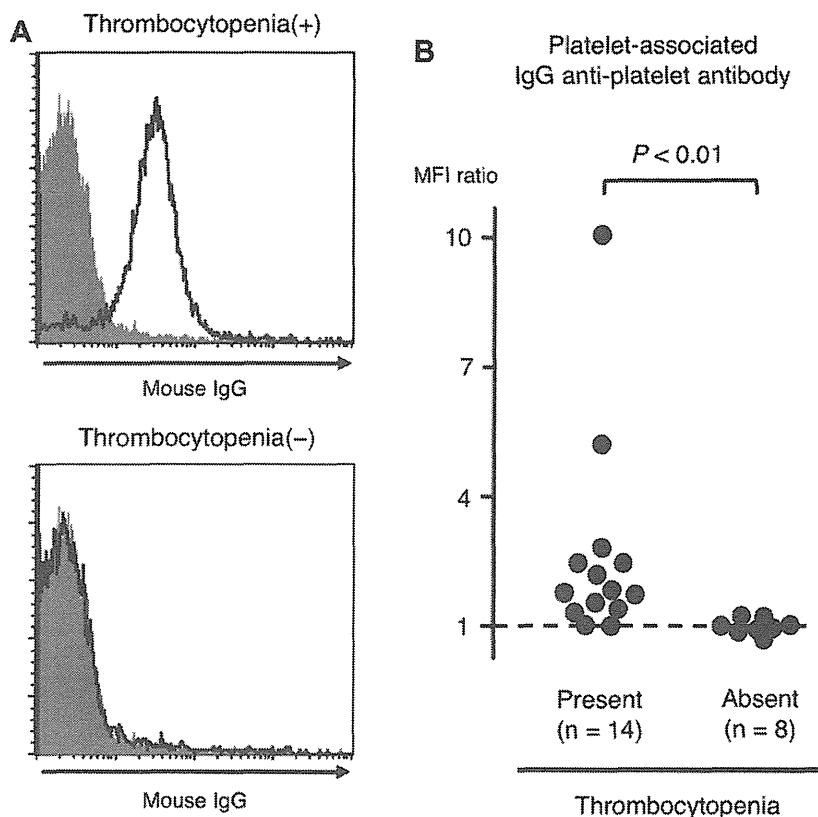 A
Thrombocytopenia(+)
Mouse IgG
Thrombocytopenia(−)
Mouse IgG
B
Platelet-associated
IgG anti-platelet antibody
P < 0.01
MFI ratio
10
7
4
1
Present
(n = 14)
Absent
(n = 8)
Thrombocytopenia